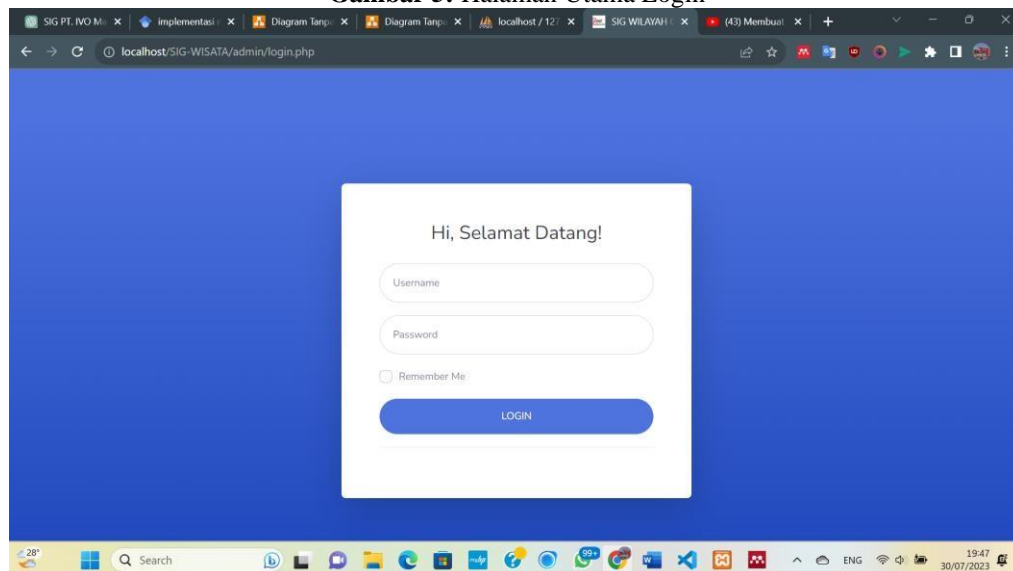 Gambar 5. Halaman Utama Login
SIG PT. IVO M
implementasi
Diagram Tanp
Diagram Tanp
localhost / 127
SIG WILAYAH
(43) Membuat
localhost/SIG-WISATA/admin/login.php
Hi, Selamat Datang!
Username
Password
Remember Me
LOGIN
28°
Search
99+
ENG
19:47
30/07/2023